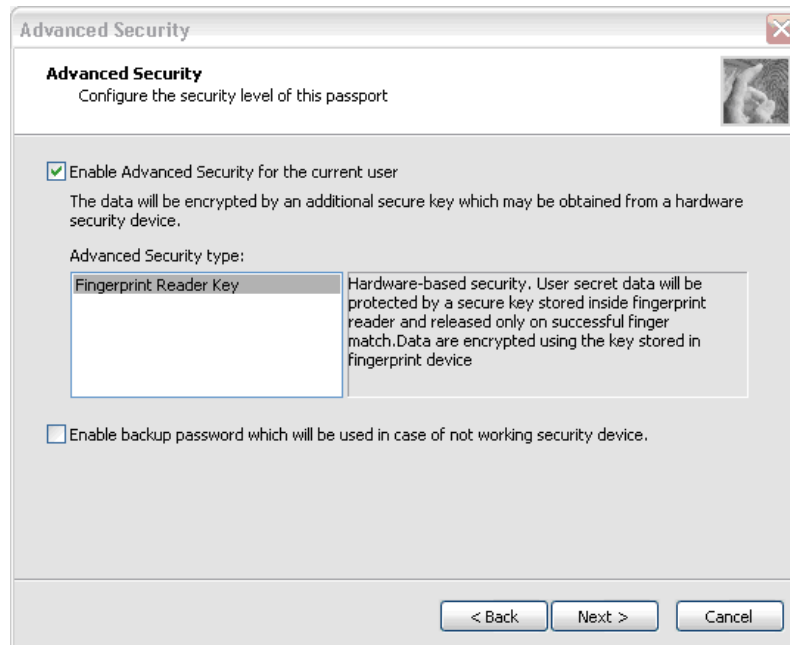 Advanced Security
Advanced Security
Configure the security level of this passport
Enable Advanced Security for the current user
The data will be encrypted by an additional secure key which may be obtained from a hardware
security device.
Advanced Security type:
Fingerprint Reader Key
Hardware-based security. User secret data will be
protected by a secure key stored inside fingerprint
reader and released only on successful finger
match.Data are encrypted using the key stored in
fingerprint device
Enable backup password which will be used in case of not working security device.
< Back
Next >
Cancel